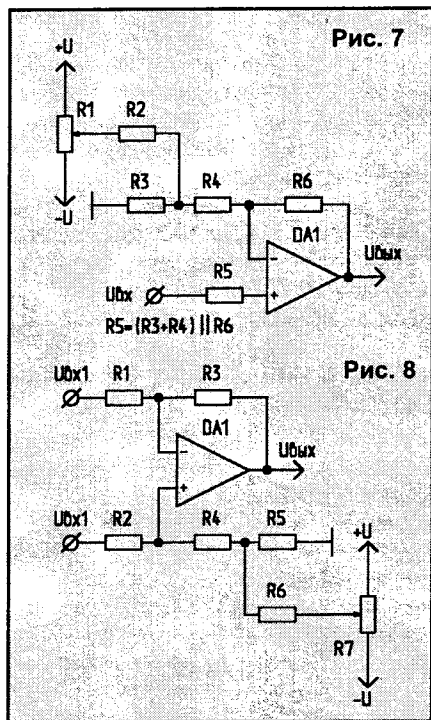 Рис. 7
+U
R1
R2
-U
R3
R4
R6
DA1
Uвх
R5
Uвых
R5=(R3+R4)||R6
Рис. 8
Uвх1
R1
R3
DA1
Uвых
Uвх1
R2
R4
R5
+U
R6
R7
-U